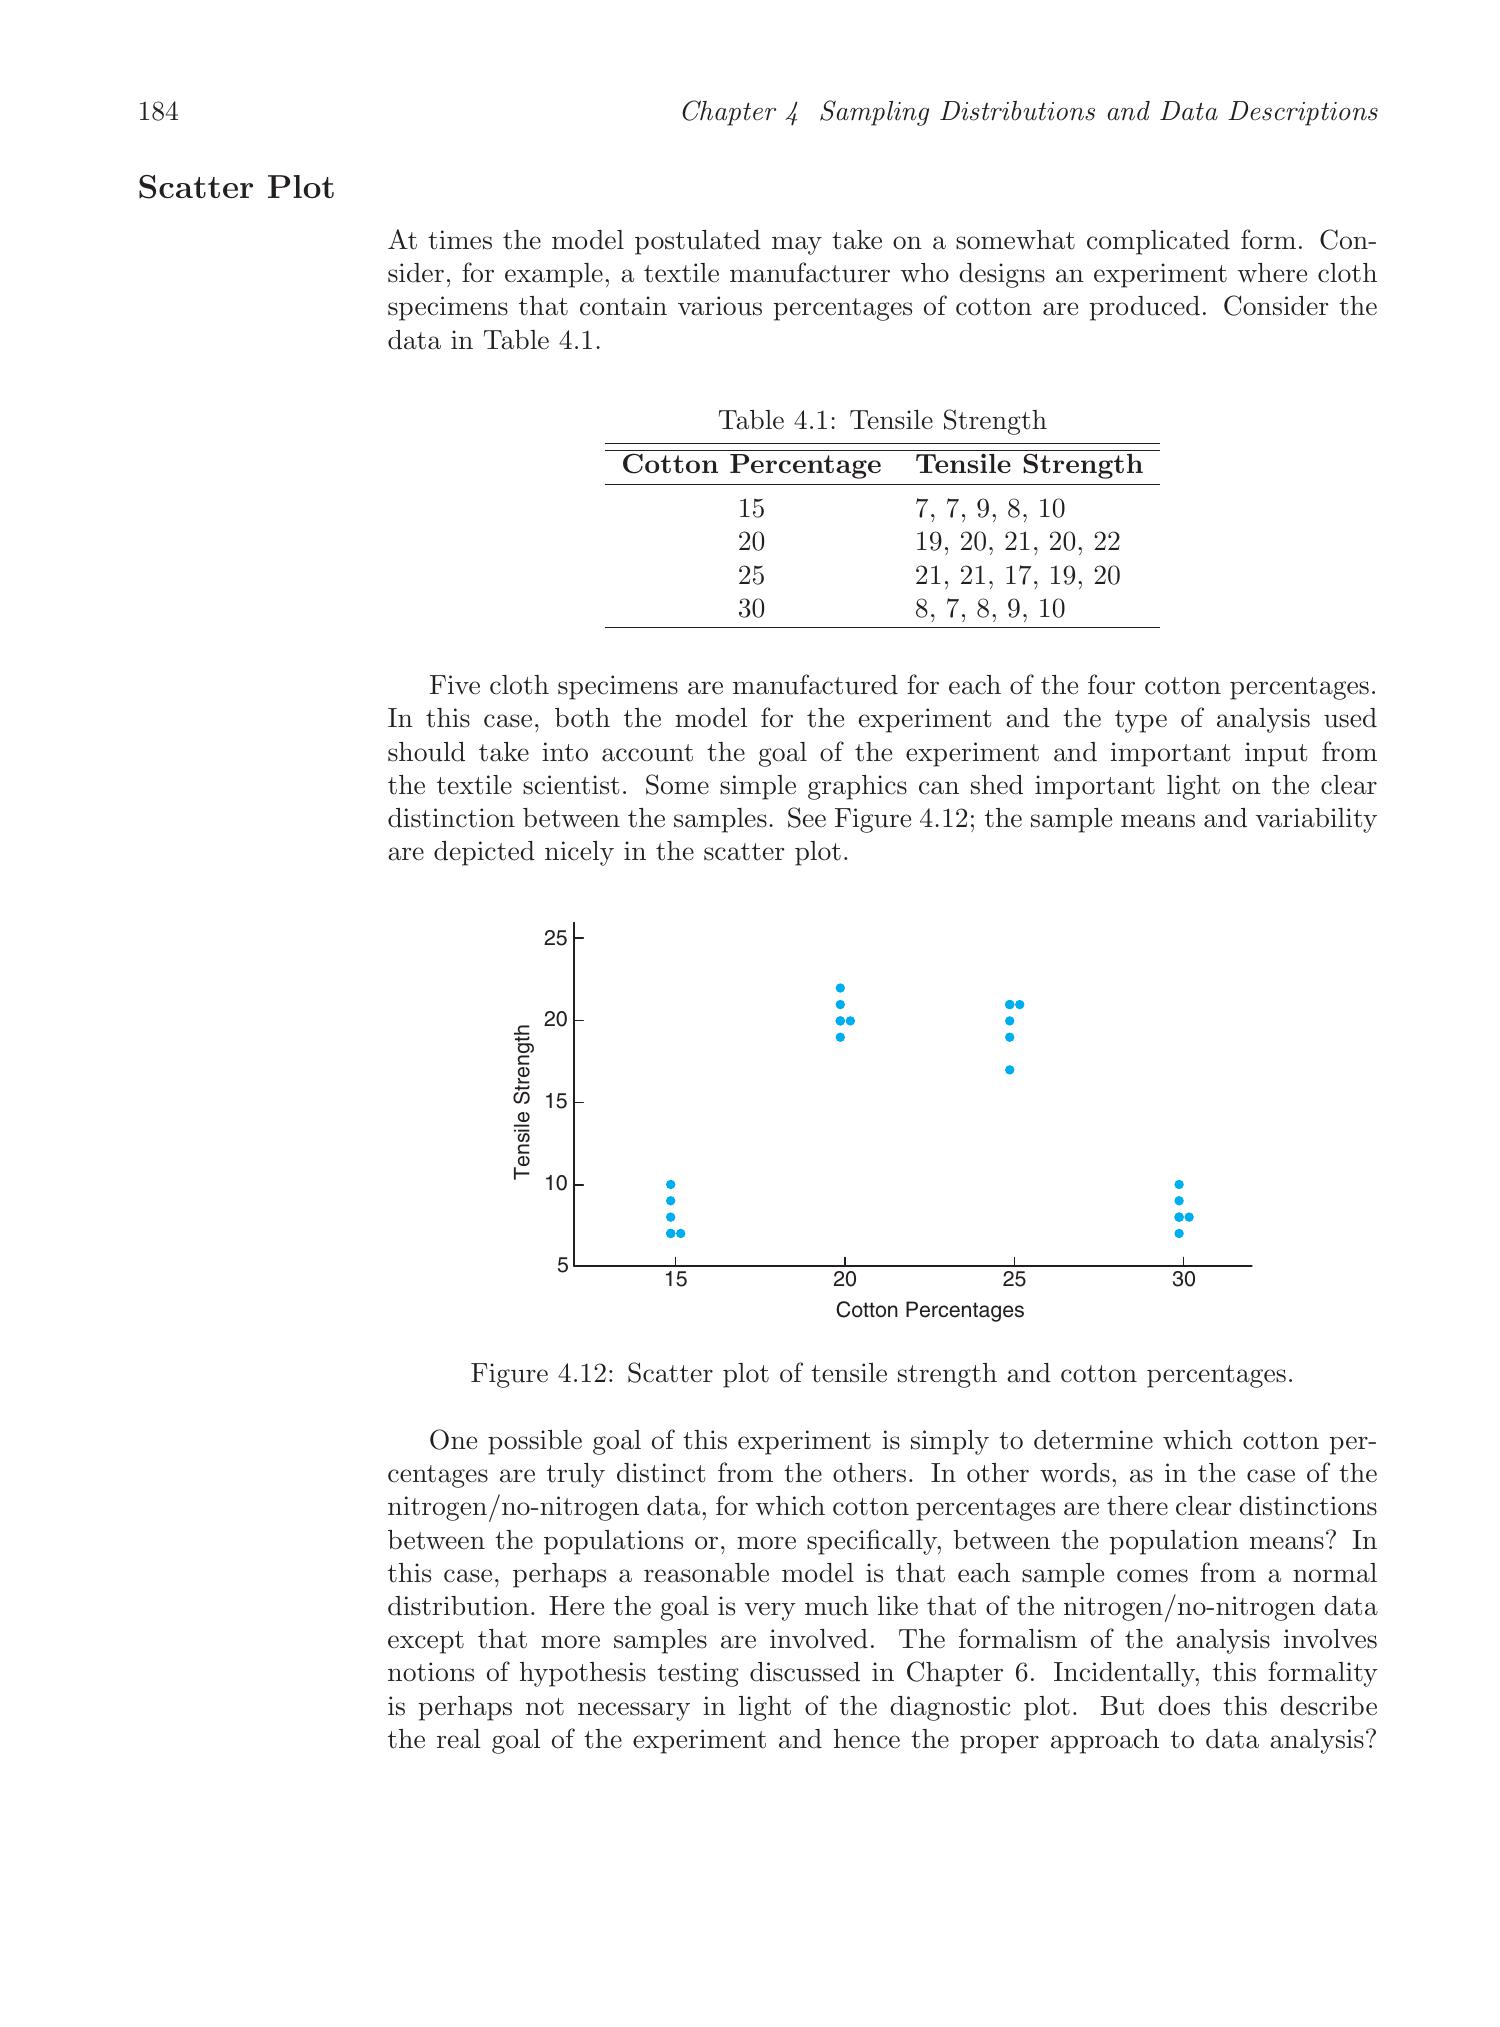 184
Chapter 4 Sampling Distributions and Data Descriptions
Scatter Plot
At times the model postulated may take on a somewhat complicated form. Con-
sider, for example, a textile manufacturer who designs an experiment where cloth
specimens that contain various percentages of cotton are produced. Consider the
data in Table 4.1.
Table 4.1: Tensile Strength
Cotton Percentage Tensile Strength
15 7, 7, 9, 8, 10
20 19, 20, 21, 20, 22
25 21, 21, 17, 19, 20
30 8, 7, 8, 9, 10
Five cloth specimens are manufactured for each of the four cotton percentages.
In this case, both the model for the experiment and the type of analysis used
should take into account the goal of the experiment and important input from
the textile scientist. Some simple graphics can shed important light on the clear
distinction between the samples. See Figure 4.12; the sample means and variability
are depicted nicely in the scatter plot.
25
20
15
10
5
Tensile Strength
15 20 25 30
Cotton Percentages
Figure 4.12: Scatter plot of tensile strength and cotton percentages.
One possible goal of this experiment is simply to determine which cotton per-
centages are truly distinct from the others. In other words, as in the case of the
nitrogen/no-nitrogen data, for which cotton percentages are there clear distinctions
between the populations or, more specifically, between the population means? In
this case, perhaps a reasonable model is that each sample comes from a normal
distribution. Here the goal is very much like that of the nitrogen/no-nitrogen data
except that more samples are involved. The formalism of the analysis involves
notions of hypothesis testing discussed in Chapter 6. Incidentally, this formality
is perhaps not necessary in light of the diagnostic plot. But does this describe
the real goal of the experiment and hence the proper approach to data analysis?